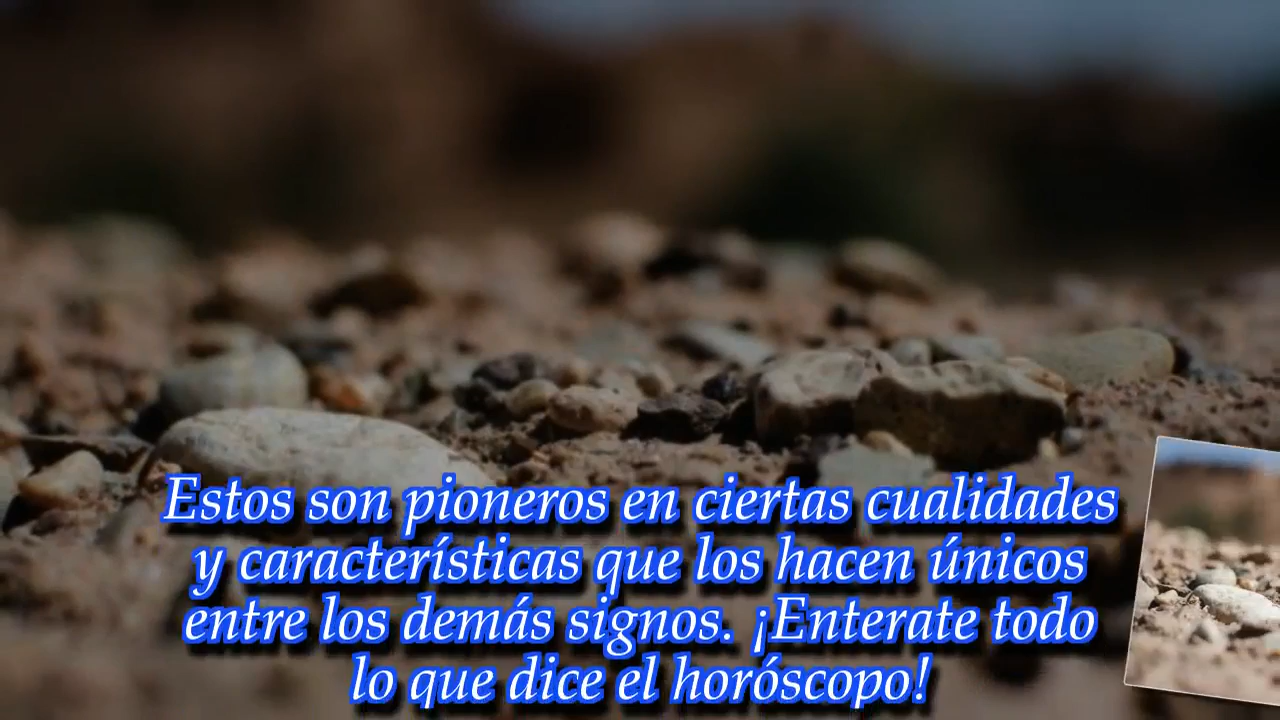 Estos son pioneros en ciertas cualidades
y características que los hacen únicos
entre los demás signos. ¡Enterate todo
lo que dice el horóscopo!